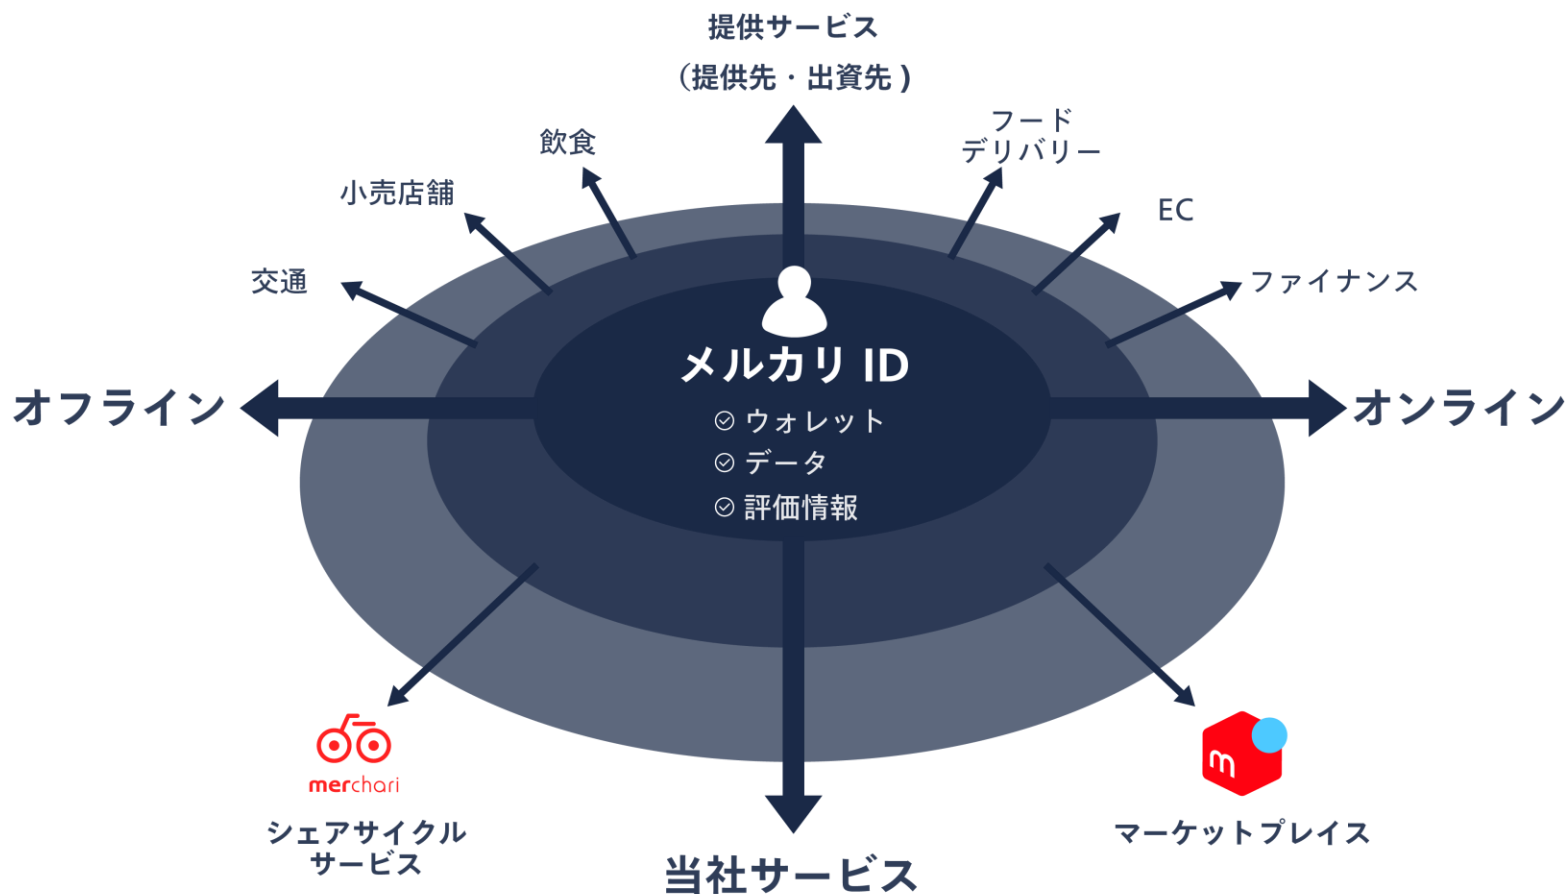 提供サービス
（提供先・出資先）
飲食
フード
デリバリー
小売店舗
EC
交通
ファイナンス
メルカリ ID
オフライン
オンライン
ウォレット
データ
評価情報
m
merchari
シェアサイクル
サービス
マーケットプレイス
当社サービス